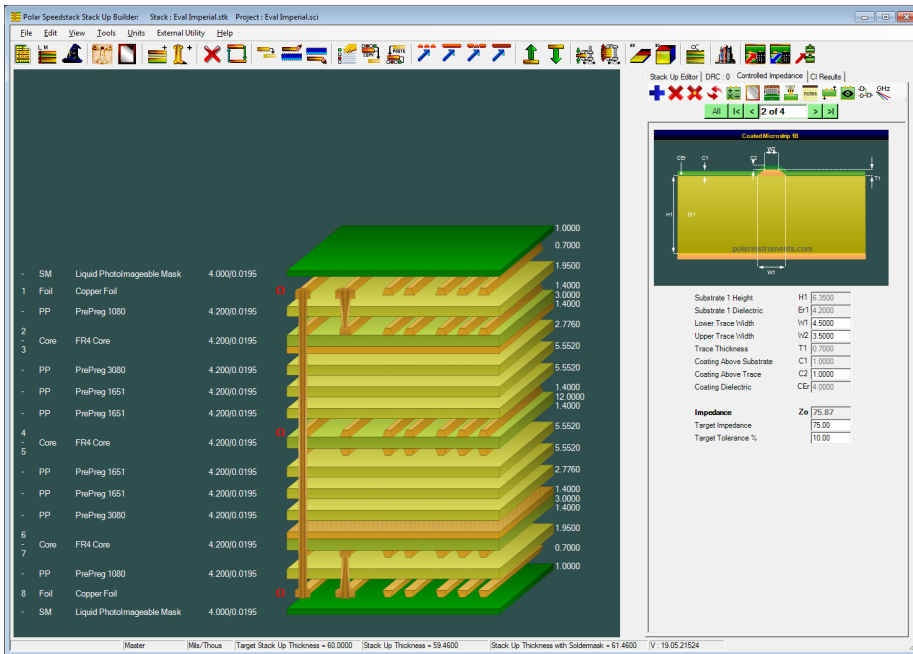 Polar Speedstack Stack Up Builder: Stack : Eval Imperial.stk Project : Eval Imperial.sci
File Edit View Tools Units External Utility Help
Stack Up Editor DRC : 0 Controlled Impedance CI Results
notes GHz
All |< < 2 of 4 > >|
Coated Microstrip 1B
W2
CEr C1 C2
T1
H1 Er1
polarinstruments.com
W1
Substrate 1 Height H1 6.3500
Substrate 1 Dielectric Er1 4.2000
Lower Trace Width W1 4.5000
Upper Trace Width W2 3.5000
Trace Thickness T1 0.7000
Coating Above Substrate C1 1.0000
Coating Above Trace C2 1.0000
Coating Dielectric CEr 4.0000
Impedance Zo 75.87
Target Impedance 75.00
Target Tolerance % 10.00
- SM Liquid PhotoImageable Mask 4.000/0.0195
1 Foil Copper Foil
- PP PrePreg 1080 4.200/0.0195
2
- Core FR4 Core 4.200/0.0195
3
- PP PrePreg 3080 4.200/0.0195
- PP PrePreg 1651 4.200/0.0195
- PP PrePreg 1651 4.200/0.0195
4
- Core FR4 Core 4.200/0.0195
5
- PP PrePreg 1651 4.200/0.0195
- PP PrePreg 1651 4.200/0.0195
- PP PrePreg 3080 4.200/0.0195
6
- Core FR4 Core 4.200/0.0195
7
- PP PrePreg 1080 4.200/0.0195
8 Foil Copper Foil
- SM Liquid PhotoImageable Mask 4.000/0.0195
1.0000
0.7000
1.9500
1.4000
3.0000
1.4000
2.7760
5.5520
5.5520
1.4000
12.0000
1.4000
5.5520
5.5520
2.7760
1.4000
3.0000
1.4000
1.9500
0.7000
1.0000
Master Mils/Thous Target Stack Up Thickness = 60.0000 Stack Up Thickness = 59.4600 Stack Up Thickness with Soldermask = 61.4600 V : 19.05.21524